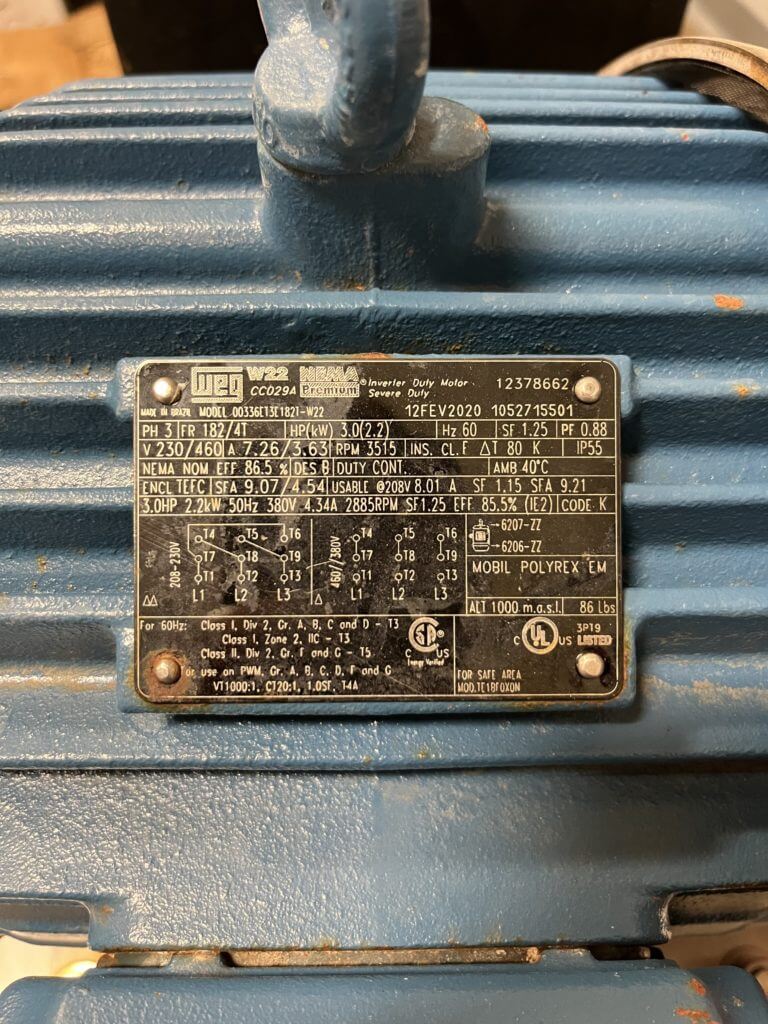 WEG W22 NEMA Premium ® Inverter Duty Motor 12378662
CC029A Severe Duty
MADE IN BRAZIL MODEL 00336ET3E182T-W22 12FEV2020 1052715501
PH 3 FR 182/4T HP(kW) 3.0(2.2) Hz 60 SF 1.25 PF 0.88
V 230/460 A 7.26/3.63 RPM 3515 INS. CL.F ΔT 80 K IP55
NEMA NOM EFF 86.5 % DES B DUTY CONT. AMB 40°C
ENCL TEFC SFA 9.07/4.54 USABLE @208V 8.01 A SF 1.15 SFA 9.21
3.0HP 2.2kW 50Hz 380V 4.34A 2885RPM SF1.25 EFF 85.5% (IE2) CODE K
208-230V
T4 T5 T6
T7 T8 T9
T1 T2 T3
L1 L2 L3
ΔΔ
460//380V
T4 T5 T6
T7 T8 T9
T1 T2 T3
L1 L2 L3
Δ
6207-ZZ
6206-ZZ
MOBIL POLYREX EM
ALT 1000 m.a.s.l. 86 Lbs
For 60Hz: Class I, Div 2, Gr. A, B, C and D - T3
Class I, Zone 2, IIC - T3
Class II, Div 2, Gr. F and G - T5
For use on PWM, Gr. A, B, C, D, F and G
VT1000:1, CT20:1, 1.0SF, T4A
C SA US
Energy Verified
C UL US LISTED
3P19
FOR SAFE AREA
MOD.TE1BF0X0N